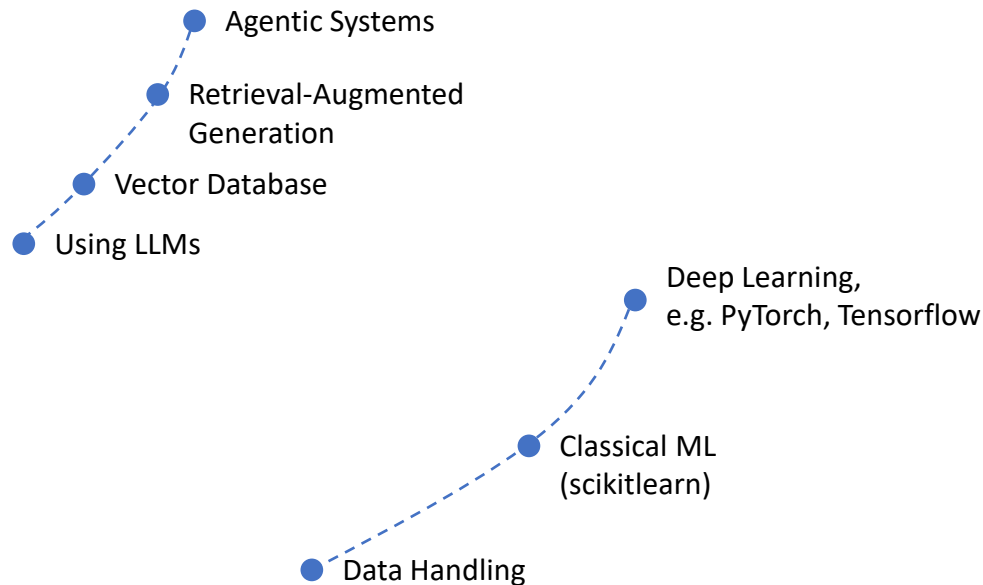 Agentic Systems
Retrieval-Augmented
Generation
Vector Database
Using LLMs
Deep Learning,
e.g. PyTorch, Tensorflow
Classical ML
(scikitlearn)
Data Handling